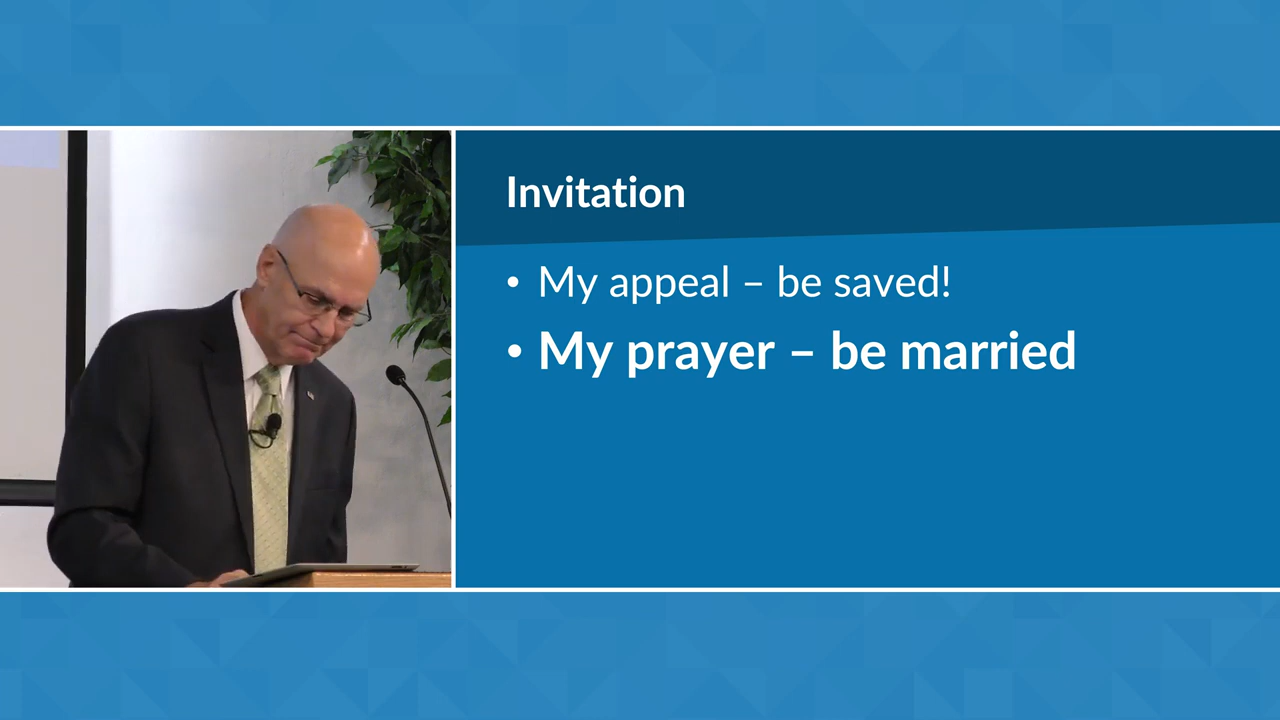 Invitation
• My appeal – be saved!
• My prayer – be married